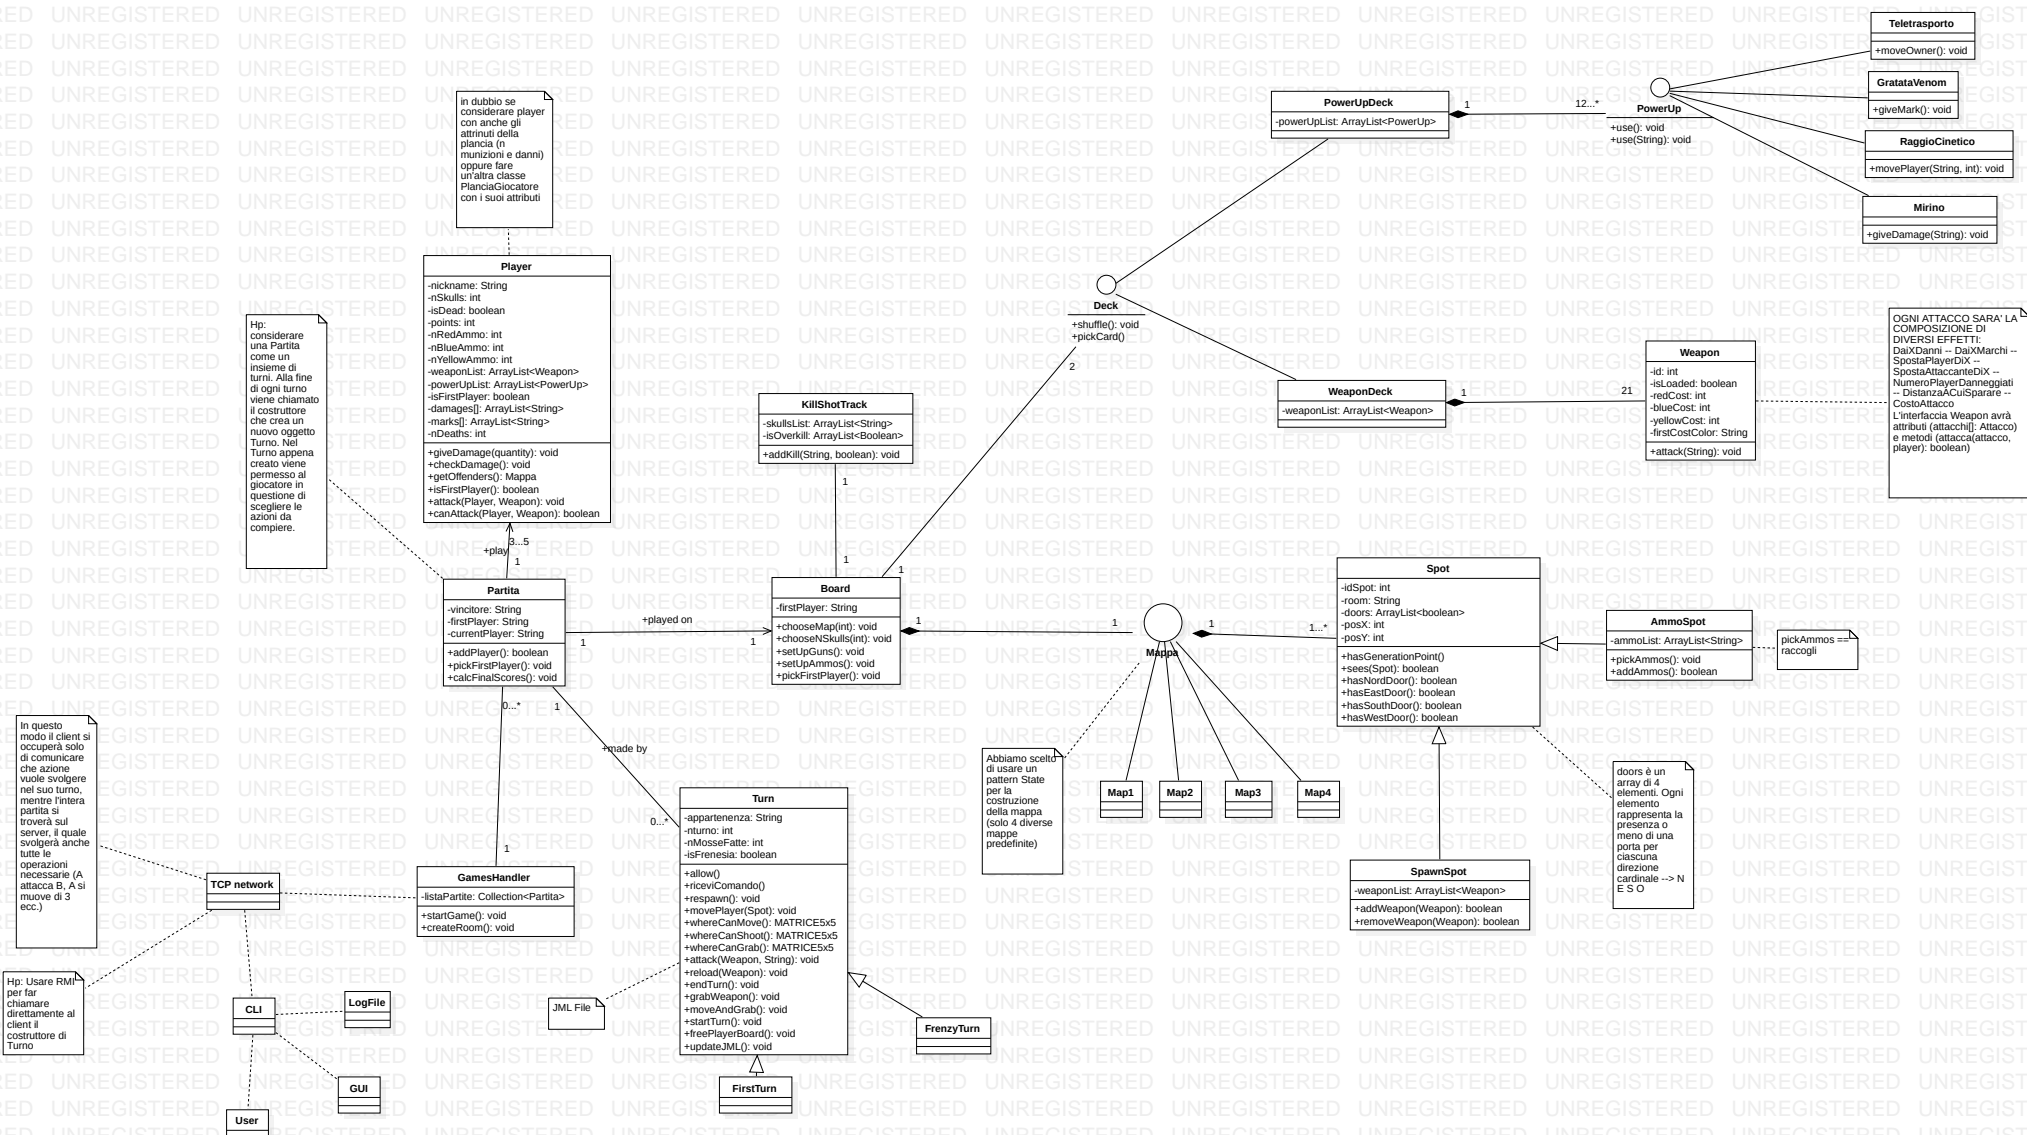 UNREGISTERED
Teletrasporto
+moveOwner(): void
GratataVenom
+giveMark(): void
RaggioCinetico
+movePlayer(String, int): void
Mirino
+giveDamage(String): void
PowerUp
+use(): void
+use(String): void
12...*
1
PowerUpDeck
-powerUpList: ArrayList<PowerUp>
in dubbio se
considerare player
con anche gli
attrinuti della
plancia (n
munizioni e danni)
oppure fare
un'altra classe
PlanciaGiocatore
con i suoi attributi
Player
-nickname: String
-nSkulls: int
-isDead: boolean
-points: int
-nRedAmmo: int
-nBlueAmmo: int
-nYellowAmmo: int
-weaponList: ArrayList<Weapon>
-powerUpList: ArrayList<PowerUp>
-isFirstPlayer: boolean
-damages[]: ArrayList<String>
-marks[]: ArrayList<String>
-nDeaths: int
+giveDamage(quantity): void
+checkDamage(): void
+getOffenders(): Mappa
+isFirstPlayer(): boolean
+attack(Player, Weapon): void
+canAttack(Player, Weapon): boolean
Hp:
considerare
una Partita
come un
insieme di
turni. Alla fine
di ogni turno
viene chiamato
il costruttore
che crea un
nuovo oggetto
Turno. Nel
Turno appena
creato viene
permesso al
giocatore in
questione di
scegliere le
azioni da
compiere.
3...5
+play
1
Deck
+shuffle(): void
+pickCard()
2
1
KillShotTrack
-skullsList: ArrayList<String>
-isOverkill: ArrayList<Boolean>
+addKill(String, boolean): void
1
1
WeaponDeck
-weaponList: ArrayList<Weapon>
1
21
Weapon
-id: int
-isLoaded: boolean
-redCost: int
-blueCost: int
-yellowCost: int
-firstCostColor: String
+attack(String): void
OGNI ATTACCO SARA' LA
COMPOSIZIONE DI
DIVERSI EFFETTI:
DaiXDanni -- DaiXMarchi --
SpostaPlayerDiX --
SpostaAttaccanteDiX --
NumeroPlayerDanneggiati
-- DistanzaACuiSparare --
CostoAttacco
L'interfaccia Weapon avrà
attributi (attacchi[]: Attacco)
e metodi (attacca(attacco,
player): boolean)
Partita
-vincitore: String
-firstPlayer: String
-currentPlayer: String
+addPlayer(): boolean
+pickFirstPlayer(): void
+calcFinalScores(): void
+played on
1
1
Board
-firstPlayer: String
+chooseMap(int): void
+chooseNSkulls(int): void
+setUpGuns(): void
+setUpAmmos(): void
+pickFirstPlayer(): void
1
1
Mappa
1
1...*
Spot
-idSpot: int
-room: String
-doors: ArrayList<boolean>
-posX: int
-posY: int
+hasGenerationPoint()
+sees(Spot): boolean
+hasNordDoor(): boolean
+hasEastDoor(): boolean
+hasSouthDoor(): boolean
+hasWestDoor(): boolean
AmmoSpot
-ammoList: ArrayList<String>
+pickAmmos(): void
+addAmmos(): boolean
pickAmmos ==
raccogli
0...*
1
+made by
0...*
1
Abbiamo scelto
di usare un
pattern State
per la
costruzione
della mappa
(solo 4 diverse
mappe
predefinite)
Map1
Map2
Map3
Map4
doors è un
array di 4
elementi. Ogni
elemento
rappresenta la
presenza o
meno di una
porta per
ciascuna
direzione
cardinale --> N
E S O
SpawnSpot
-weaponList: ArrayList<Weapon>
+addWeapon(Weapon): boolean
+removeWeapon(Weapon): boolean
In questo
modo il client si
occuperà solo
di comunicare
che azione
vuole svolgere
nel suo turno,
mentre l'intera
partita si
troverà sul
server, il quale
svolgerà anche
tutte le
operazioni
necessarie (A
attacca B, A si
muove di 3
ecc.)
TCP network
GamesHandler
-listaPartite: Collection<Partita>
+startGame(): void
+createRoom(): void
Turn
-appartenenza: String
-nturno: int
-nMosseFatte: int
-isFrenesia: boolean
+allow()
+riceviComando()
+respawn(): void
+movePlayer(Spot): void
+whereCanMove(): MATRICE5x5
+whereCanShoot(): MATRICE5x5
+whereCanGrab(): MATRICE5x5
+attack(Weapon, String): void
+reload(Weapon): void
+endTurn(): void
+grabWeapon(): void
+moveAndGrab(): void
+startTurn(): void
+freePlayerBoard(): void
+updateJML(): void
JML File
FrenzyTurn
FirstTurn
Hp: Usare RMI
per far
chiamare
direttamente al
client il
costruttore di
Turno
CLI
LogFile
GUI
User